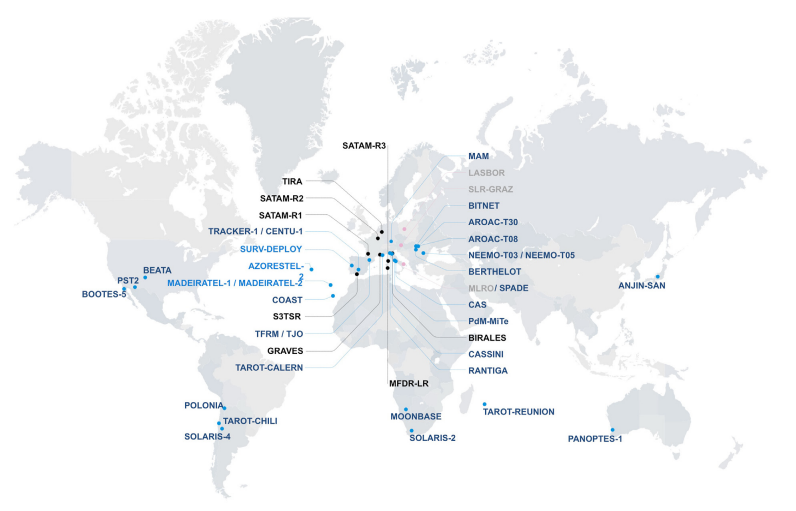 SATAM-R3
MAM
LASBOR
TIRA
SLR-GRAZ
SATAM-R2
BITNET
SATAM-R1
AROAC-T30
TRACKER-1 / CENTU-1
AROAC-T08
SURV-DEPLOY
NEEMO-T03 / NEEMO-T05
AZORESTEL-
2
BERTHELOT
BEATA
PST2
MADEIRATEL-1 / MADEIRATEL-2
MLRO/ SPADE
ANJIN-SAN
BOOTES-5
COAST
CAS
S3TSR
PdM-MiTe
TFRM / TJO
BIRALES
GRAVES
CASSINI
TAROT-CALERN
RANTIGA
MFDR-LR
POLONIA
MOONBASE
TAROT-REUNION
TAROT-CHILI
SOLARIS-4
SOLARIS-2
PANOPTES-1